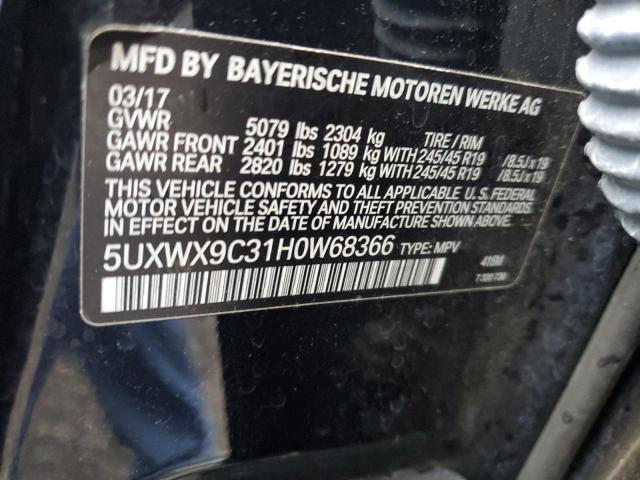 MFD BY BAYERISCHE MOTOREN WERKE AG
03/17
GVWR 5079 lbs 2304 kg TIRE / RIM
GAWR FRONT 2401 lbs 1089 kg WITH 245/45 R19 / 8.5J x 19
GAWR REAR 2820 lbs 1279 kg WITH 245/45 R19 / 8.5J x 19
THIS VEHICLE CONFORMS TO ALL APPLICABLE U. S. FEDERAL
MOTOR VEHICLE SAFETY AND THEFT PREVENTION STANDARDS
IN EFFECT ON THE DATE OF MANUFACTURE SHOWN ABOVE.
5UXWX9C31H0W68366 TYPE: MPV 416M